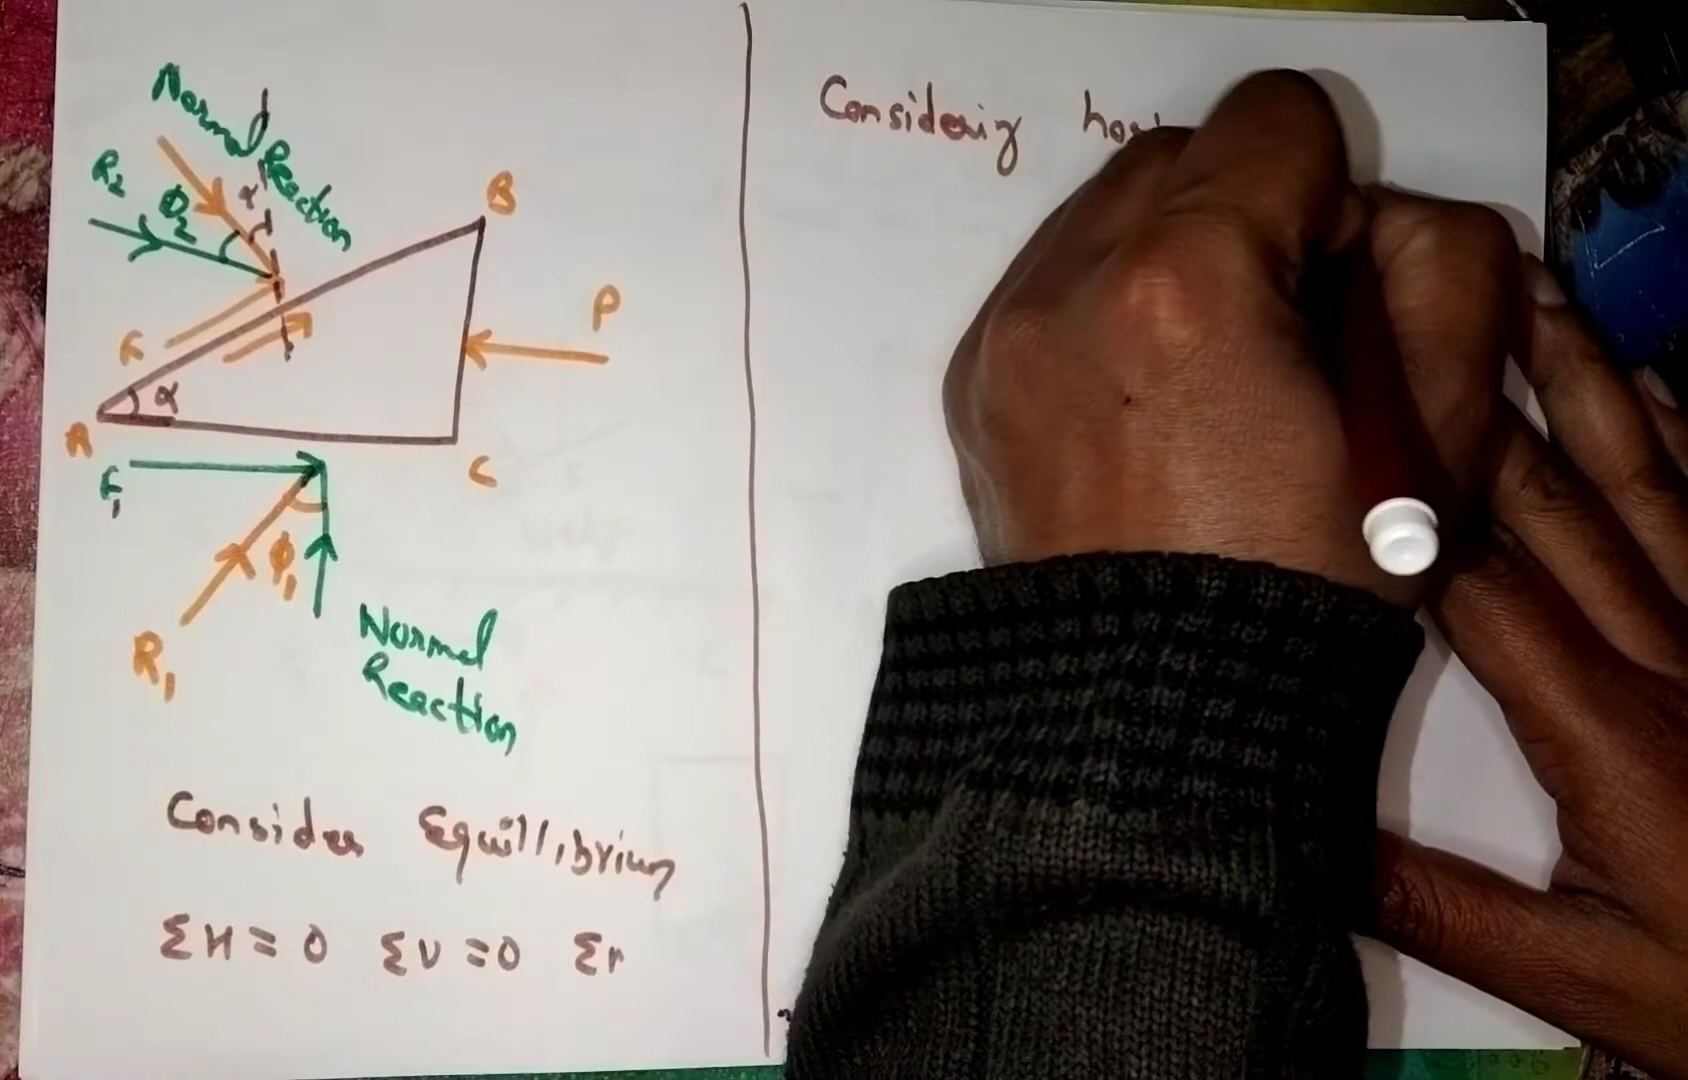 Normal Reaction
R2
Φ2
α
B
P
F
α
A
C
F1
Φ1
R1
Normal
Reaction
Consider Equillibrium
ΣH = 0 ΣV = 0 Σ
Considering